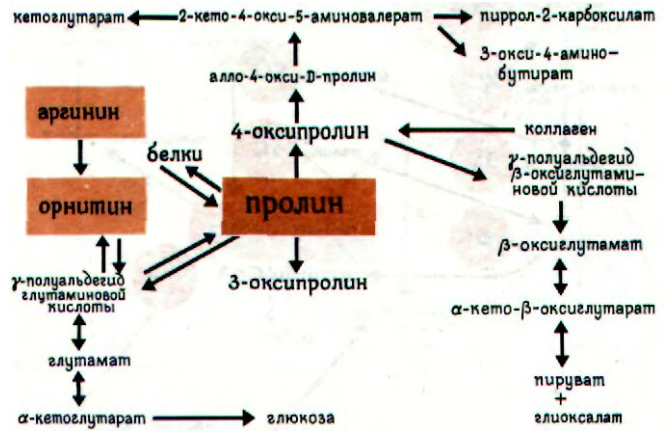 кетоглутарат
2-кето-4-окси-5-аминовалерат
пиррол-2-карбоксилат
3-окси-4-амино-
бутират
алло-4-окси-D-пролин
аргинин
4-оксипролин
коллаген
белки
γ-полуальдегид
β-оксиглутами-
новой кислоты
орнитин
пролин
β-оксиглутамат
γ-полуальдегид
глутаминовой
кислоты
3-оксипролин
α-кето-β-оксиглутарат
глутамат
пируват
+
глиоксалат
α-кетоглутарат
глюкоза